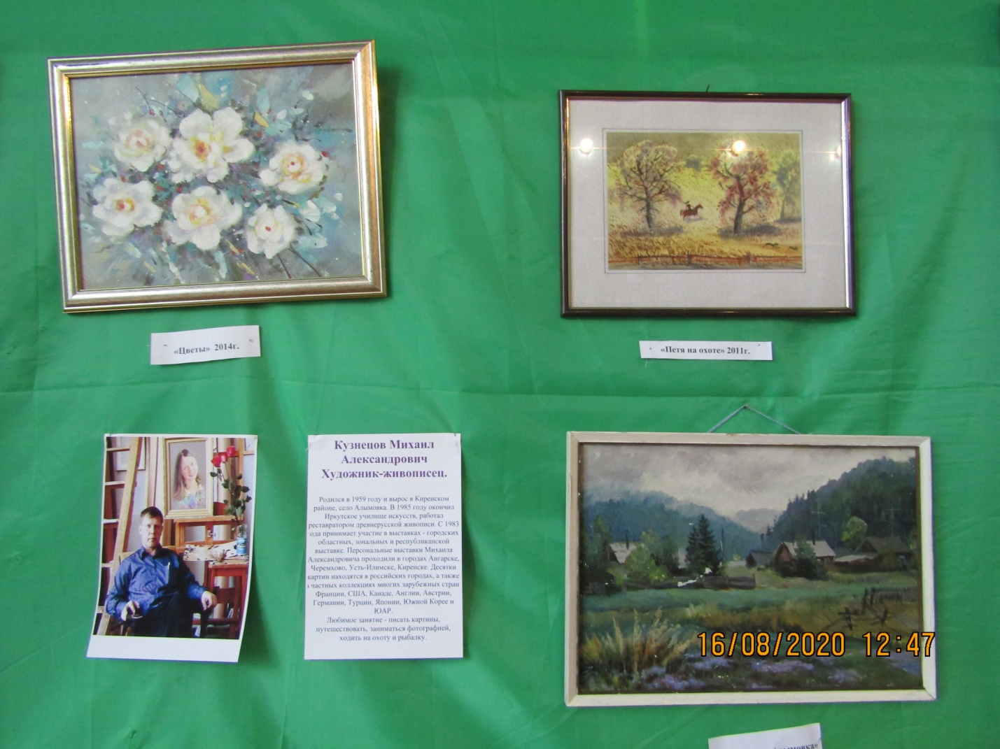 «Цветы» 2014г.
«Петя на охоте» 2011г.
Кузнецов Михаил
Александрович
Художник-живописец.
Родился в 1959 году и вырос в Киренском
районе, село Алымовка. В 1985 году окончил
Иркутское училище искусств, работал
реставратором древнерусской живописи. С 1983
ода принимает участие в выставках - городских
областных, зональных и республиканской
выставке. Персональные выставки Михаила
Александровича проходили в городах Ангарске,
Черемхово, Усть-Илимске, Киренске. Десятки
картин находятся в российских городах, а также
в частных коллекциях многих зарубежных стран
Франции, США, Канаде, Англии, Австрии,
Германии, Турции, Японии, Южной Корее и
ЮАР.
Любимое занятие - писать картины,
путешествовать, заниматься фотографией,
ходить на охоту и рыбалку.
16/08/2020 12:47